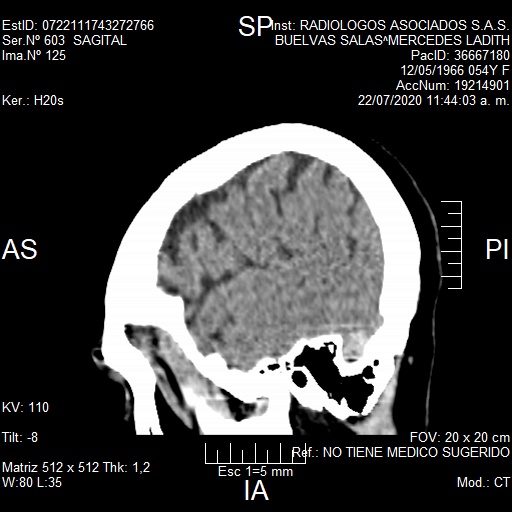 EstID: 0722111743272766
Ser.Nº 603 SAGITAL
Ima.Nº 125
Ker.: H20s
SP
Inst: RADIOLOGOS ASOCIADOS S.A.S.
BUELVAS SALAS^MERCEDES LADITH
PacID: 36667180
12/05/1966 054Y F
AccNum: 19214901
22/07/2020 11:44:03 a. m.
AS
PI
KV: 110
Tilt: -8
Matriz 512 x 512 Thk: 1,2
W:80 L:35
Esc 1=5 mm
IA
FOV: 20 x 20 cm
Ref.: NO TIENE MEDICO SUGERIDO
Mod.: CT